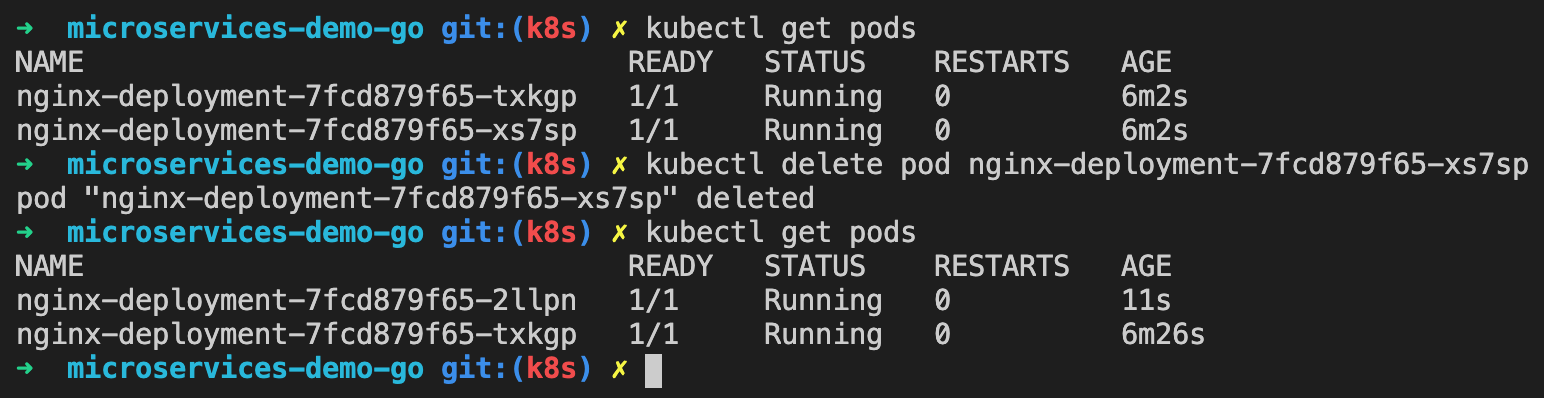 ➜  microservices-demo-go git:(k8s) ✗ kubectl get pods
NAME                                READY   STATUS    RESTARTS   AGE
nginx-deployment-7fcd879f65-txkgp   1/1     Running   0          6m2s
nginx-deployment-7fcd879f65-xs7sp   1/1     Running   0          6m2s
➜  microservices-demo-go git:(k8s) ✗ kubectl delete pod nginx-deployment-7fcd879f65-xs7sp
pod "nginx-deployment-7fcd879f65-xs7sp" deleted
➜  microservices-demo-go git:(k8s) ✗ kubectl get pods
NAME                                READY   STATUS    RESTARTS   AGE
nginx-deployment-7fcd879f65-2llpn   1/1     Running   0          11s
nginx-deployment-7fcd879f65-txkgp   1/1     Running   0          6m26s
➜  microservices-demo-go git:(k8s) ✗